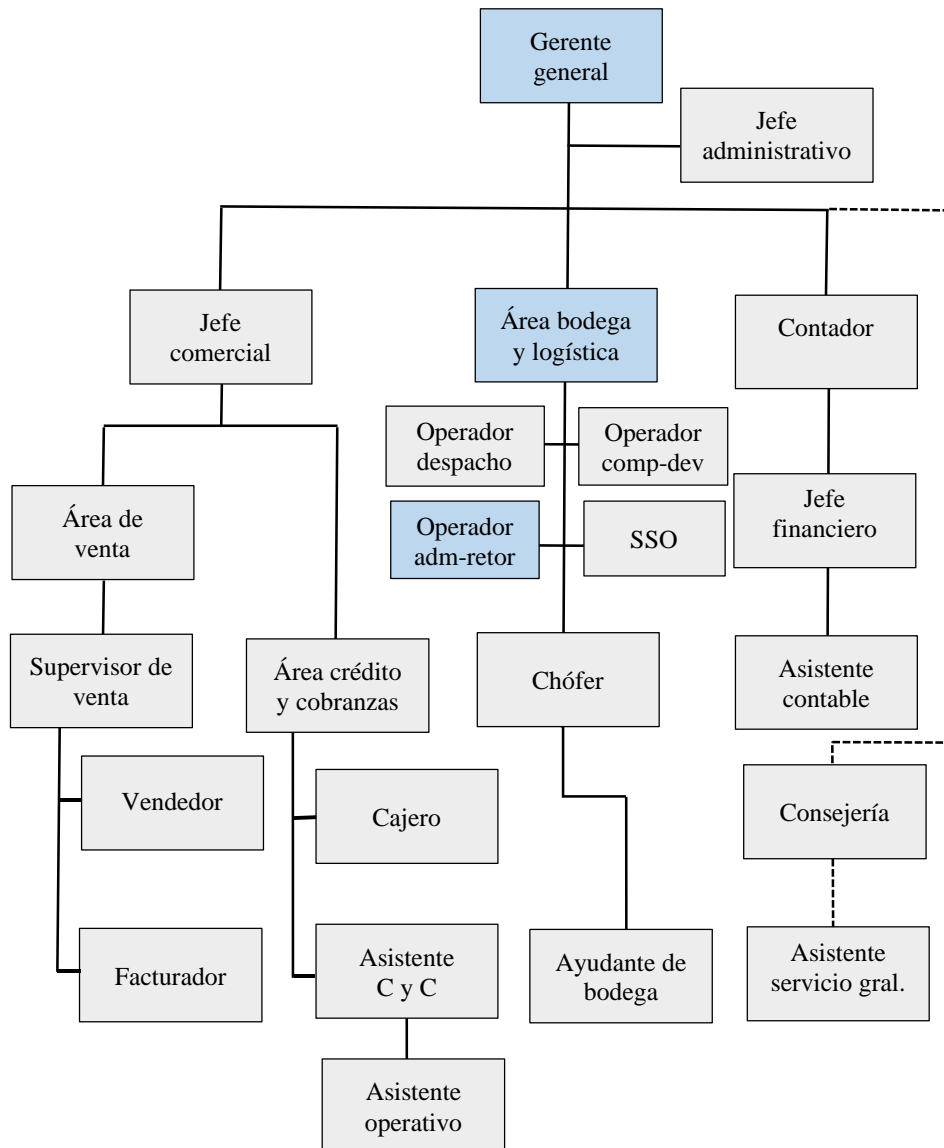 Gerente
general
Jefe
administrativo
Jefe
comercial
Área bodega
y logística
Contador
Operador
despacho
Operador
comp-dev
Área de
venta
Operador
adm-retor
SSO
Jefe
financiero
Supervisor de
venta
Área crédito
y cobranzas
Chófer
Asistente
contable
Vendedor
Cajero
Consejería
Facturador
Asistente
C y C
Ayudante de
bodega
Asistente
servicio gral.
Asistente
operativo